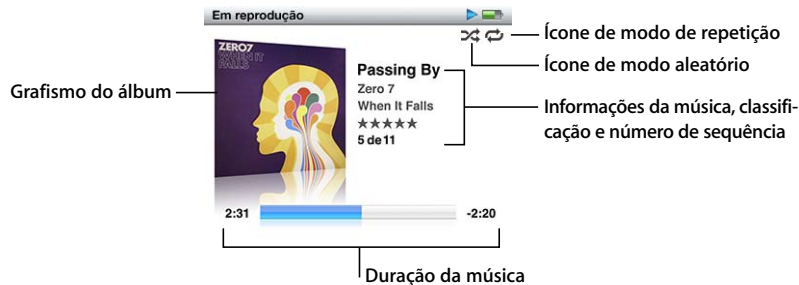 Em reprodução
Ícone de modo de repetição
Ícone de modo aleatório
ZERO7
WHEN IT
FALLS
Grafismo do álbum
Passing By
Zero 7
When It Falls
★★★★★
5 de 11
Informações da música, classifi-
cação e número de sequência
2:31
-2:20
Duração da música